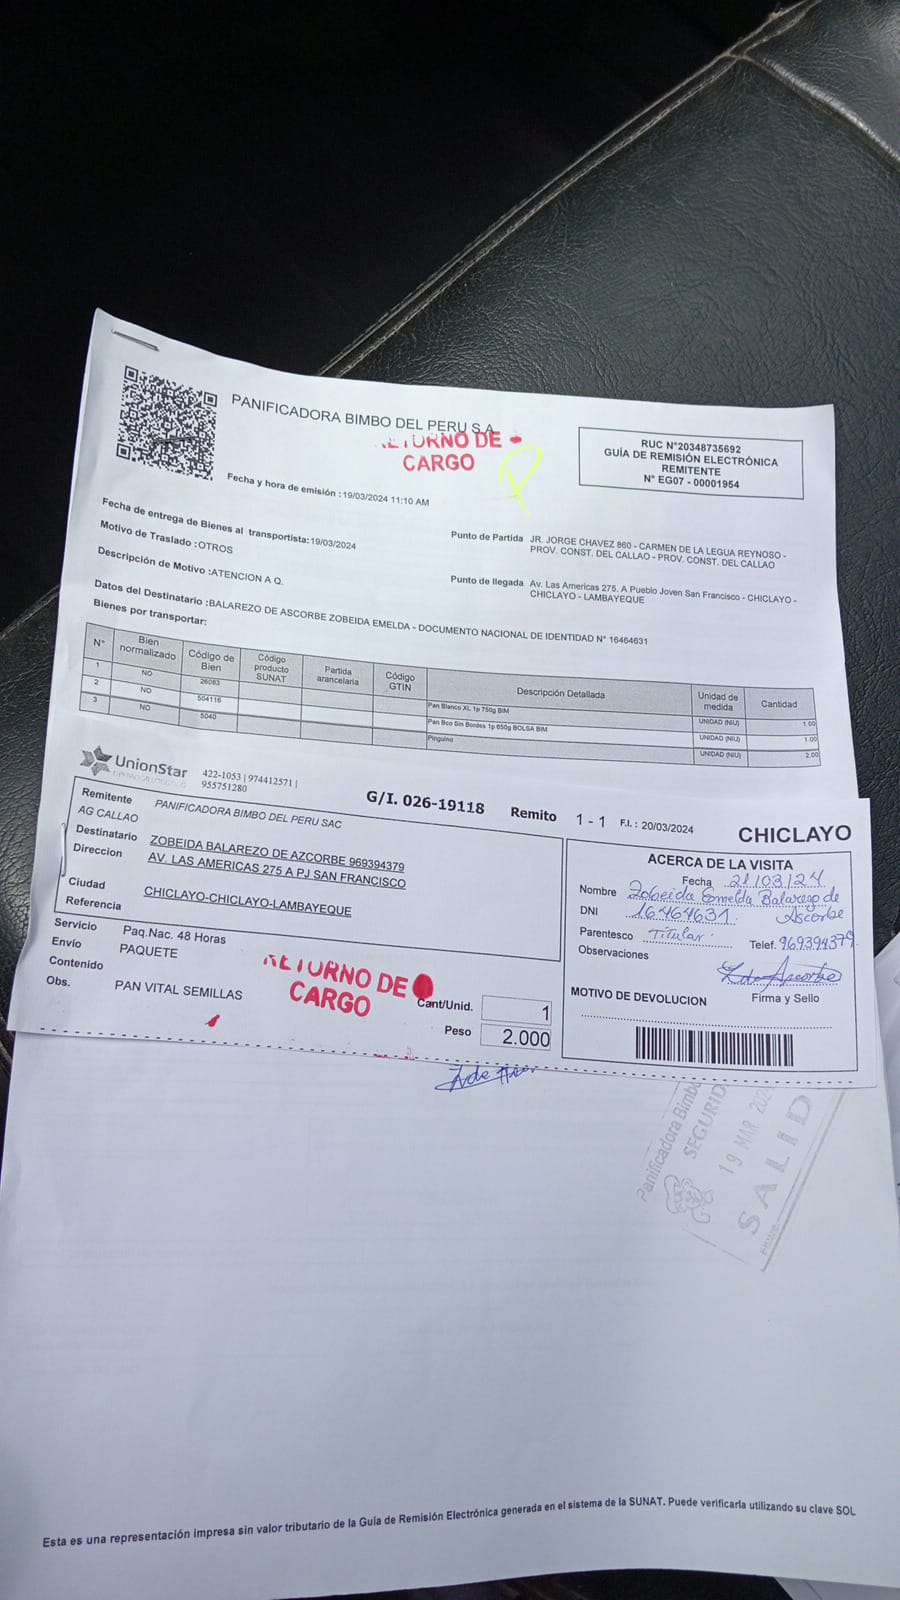 PANIFICADORA BIMBO DEL PERU S.A.
RETORNO DE
CARGO
Fecha y hora de emisión :19/03/2024 11:10 AM
RUC N°20348735692
GUÍA DE REMISIÓN ELECTRÓNICA
REMITENTE
N° EG07 - 00001954
Fecha de entrega de Bienes al transportista:19/03/2024
Motivo de Traslado :OTROS
Descripción de Motivo :ATENCION A Q.
Punto de Partida JR. JORGE CHAVEZ 860 - CARMEN DE LA LEGUA REYNOSO -
PROV. CONST. DEL CALLAO - PROV. CONST. DEL CALLAO
Punto de llegada Av. Las Americas 275. A Pueblo Joven San Francisco - CHICLAYO -
CHICLAYO - LAMBAYEQUE
Datos del Destinatario :BALAREZO DE ASCORBE ZOBEIDA EMELDA - DOCUMENTO NACIONAL DE IDENTIDAD N° 16464631
Bienes por transportar:
N° Bien normalizado Código de Bien Código producto SUNAT Partida arancelaria Código GTIN Descripción Detallada Unidad de medida Cantidad
1 NO 26083 Pan Blanco XL 1p 750g BIM UNIDAD (NIU) 1.00
2 NO 504116 Pan Bco Sin Bordes 1p 650g BOLSA BIM UNIDAD (NIU) 1.00
3 NO 5040 Pinguino UNIDAD (NIU) 2.00
UnionStar
422-1053 | 974412571 |
955751280
G/I. 026-19118 Remito 1 - 1 F.I.: 20/03/2024 CHICLAYO
Remitente PANIFICADORA BIMBO DEL PERU SAC
AG CALLAO
Destinatario ZOBEIDA BALAREZO DE AZCORBE 969394379
Direccion AV. LAS AMERICAS 275 A PJ SAN FRANCISCO
Ciudad CHICLAYO-CHICLAYO-LAMBAYEQUE
Referencia
Servicio Paq.Nac. 48 Horas
Envío PAQUETE
Contenido
Obs. PAN VITAL SEMILLAS
RETORNO DE
CARGO
Cant/Unid. 1
Peso 2.000
ACERCA DE LA VISITA
Fecha 21/03/24
Nombre Zobeida Emelda Balarezo de
Ascorbe
DNI 16464631.
Parentesco Titular. Telef. 969394379
Observaciones
Firma y Sello
MOTIVO DE DEVOLUCION
Panificadora Bimbo
SEGURID
19 MAR 202
SALID
Esta es una representación impresa sin valor tributario de la Guía de Remisión Electrónica generada en el sistema de la SUNAT. Puede verificarla utilizando su clave SOL